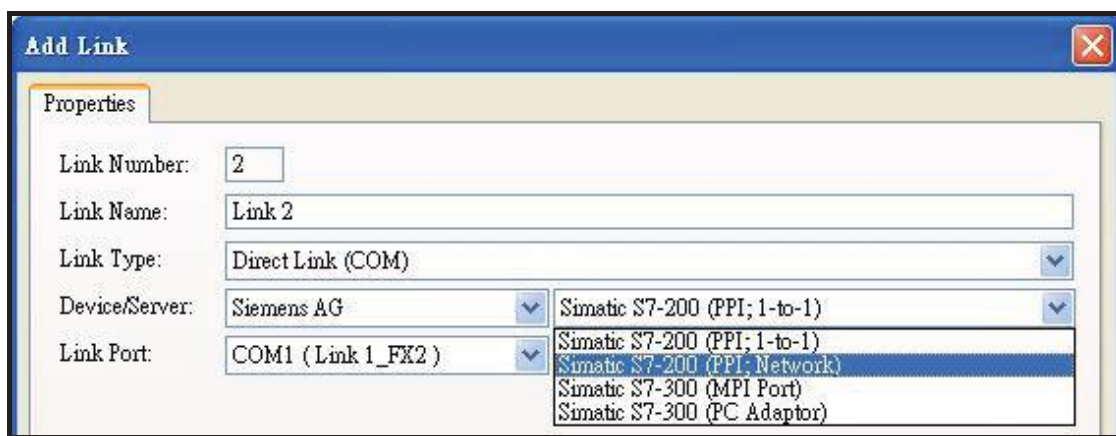 Add Link
Properties
Link Number: 2
Link Name: Link 2
Link Type: Direct Link (COM)
Device/Server: Siemens AG Simatic S7-200 (PPI; 1-to-1)
Link Port: COM1 ( Link 1_FX2 )
Simatic S7-200 (PPI; 1-to-1)
Simatic S7-200 (PPI; Network)
Simatic S7-300 (MPI Port)
Simatic S7-300 (PC Adaptor)